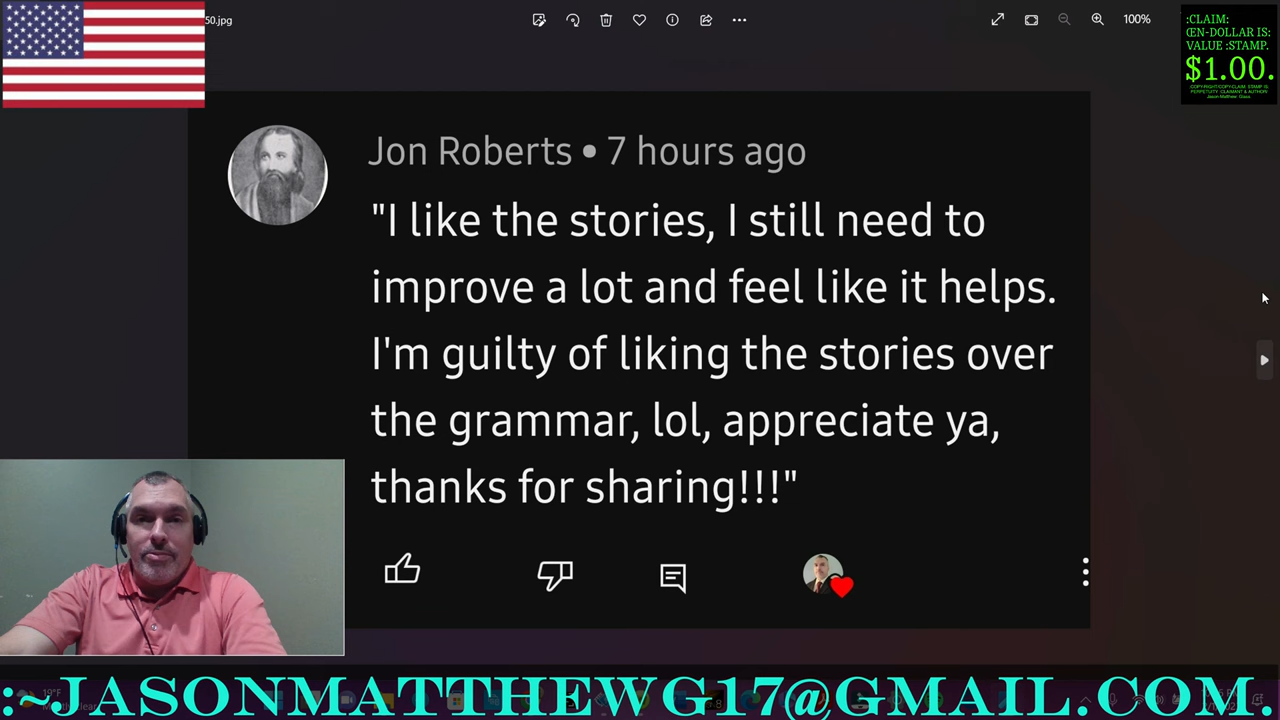 50.jpg
100%
:CLAIM:
ŒN-DOLLAR IS:
VALUE :STAMP.
$1.00.
Jon Roberts • 7 hours ago
"I like the stories, I still need to
improve a lot and feel like it helps.
I'm guilty of liking the stories over
the grammar, lol, appreciate ya,
thanks for sharing!!!"
19°F
:~JASONMATTHEWG17@GMAIL.COM.